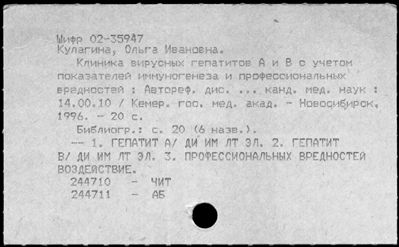 Мифр 02-35947
Кулагина, Ольга Ивановна.
Клиника вирусных гепатитов А и В с учетом
показателей иммуногенеза и профессиональных
вредностей : Автореф. дис. ... канд. мед. наук :
14.00.10 / Кемер. гос. мед. акад. - Новосибирск,
1996. - 20 с.
Библиогр.: с. 20 (6 назв.).
-- 1. ГЕПАТИТ А/ ДИ ИМ ЛТ ЭЛ. 2. ГЕПАТИТ
В/ ДИ ИМ ЛТ ЭЛ. 3. ПРОФЕССИОНАЛЬНЫХ ВРЕДНОСТЕЙ
ВОЗДЕЙСТВИЕ.
244710 - ЧИТ
244711 - АБ